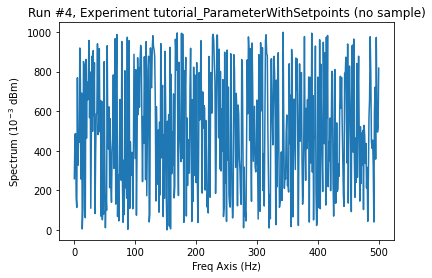 Run #4, Experiment tutorial_ParameterWithSetpoints (no sample)
1000
800
600
400
200
0
Spectrum (10⁻³ dBm)
0 100 200 300 400 500
Freq Axis (Hz)